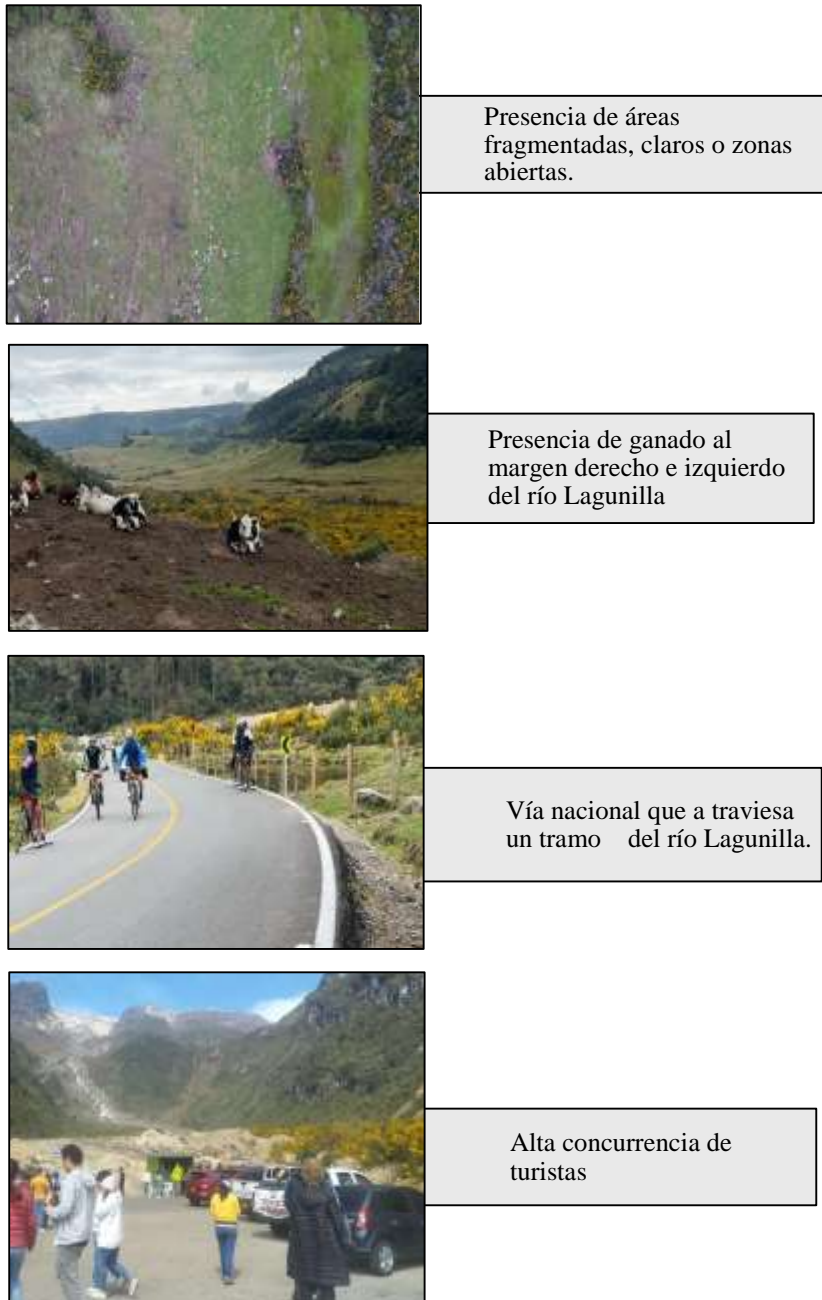 Presencia de áreas
fragmentadas, claros o zonas
abiertas.
Presencia de ganado al
margen derecho e izquierdo
del río Lagunilla
Vía nacional que a traviesa
un tramo del río Lagunilla.
Alta concurrencia de
turistas